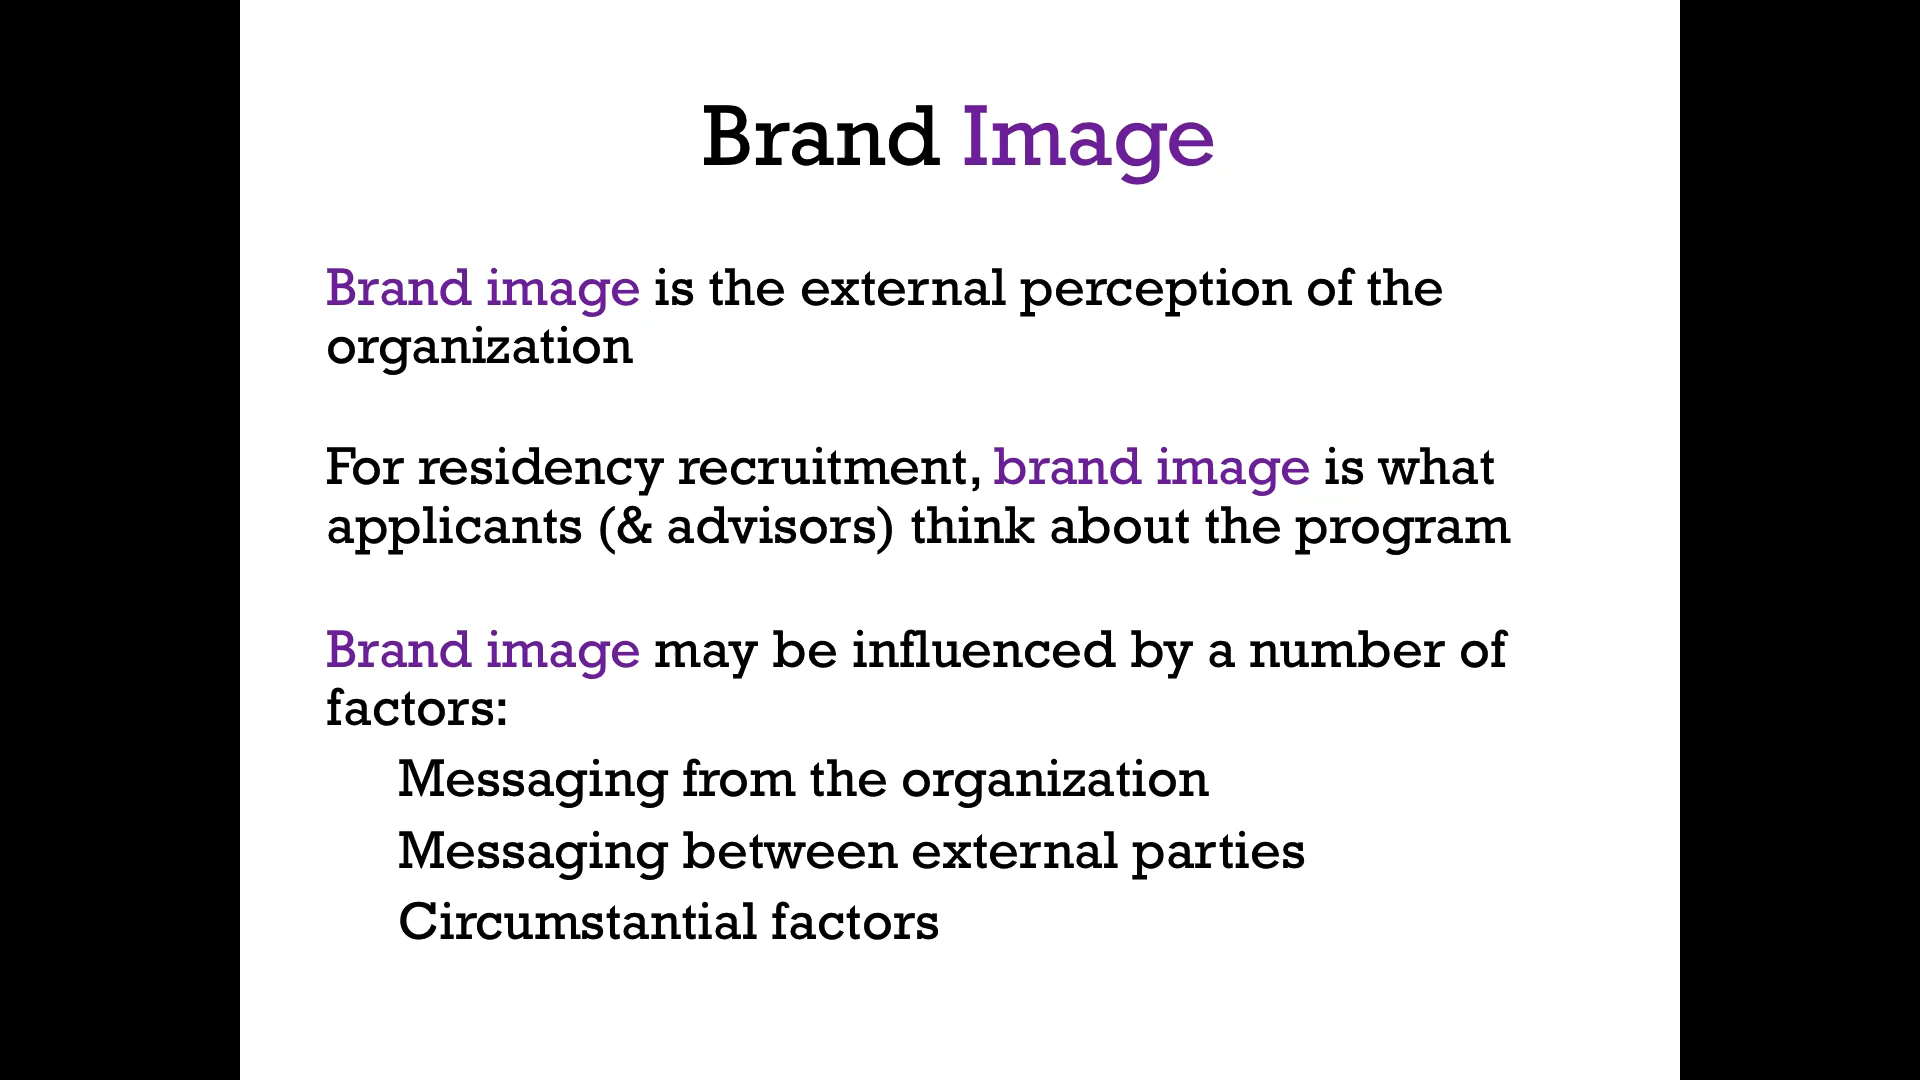 Brand Image
Brand image is the external perception of the
organization
For residency recruitment, brand image is what
applicants (& advisors) think about the program
Brand image may be influenced by a number of
factors:
Messaging from the organization
Messaging between external parties
Circumstantial factors